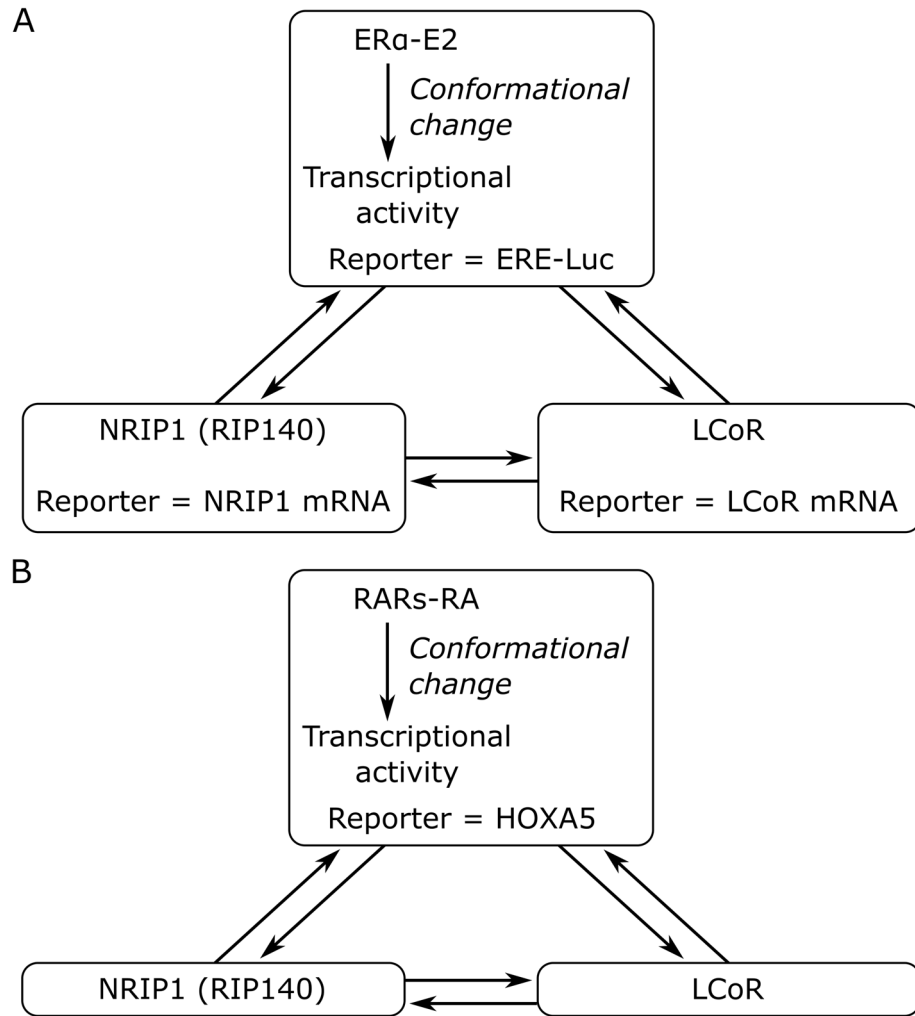 A
ERα-E2
Conformational
change
Transcriptional
activity
Reporter = ERE-Luc
NRIP1 (RIP140)
Reporter = NRIP1 mRNA
LCoR
Reporter = LCoR mRNA
B
RARs-RA
Conformational
change
Transcriptional
activity
Reporter = HOXA5
NRIP1 (RIP140)
LCoR